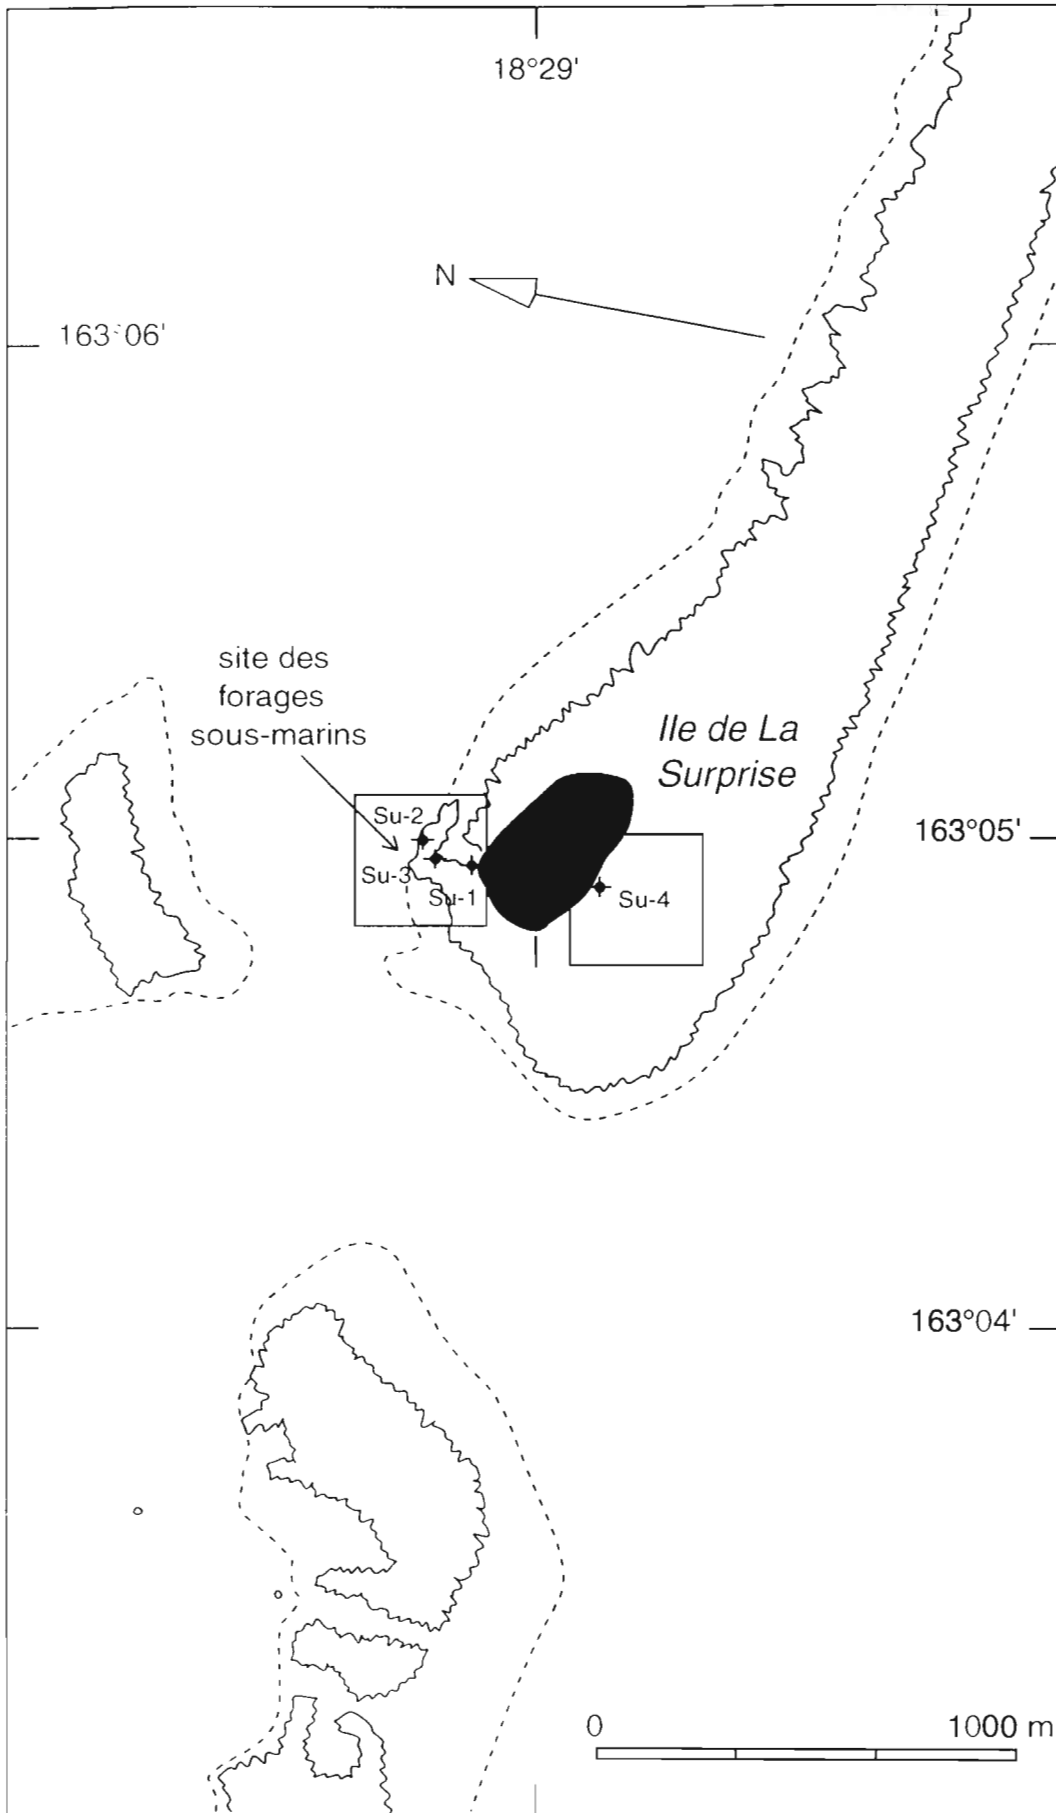 18°29'
N
163°06'
site des
forages
sous-marins
Ile de La
Surprise
Su-2
163°05'
Su-3
Su-1
Su-4
163°04'
0 1000 m